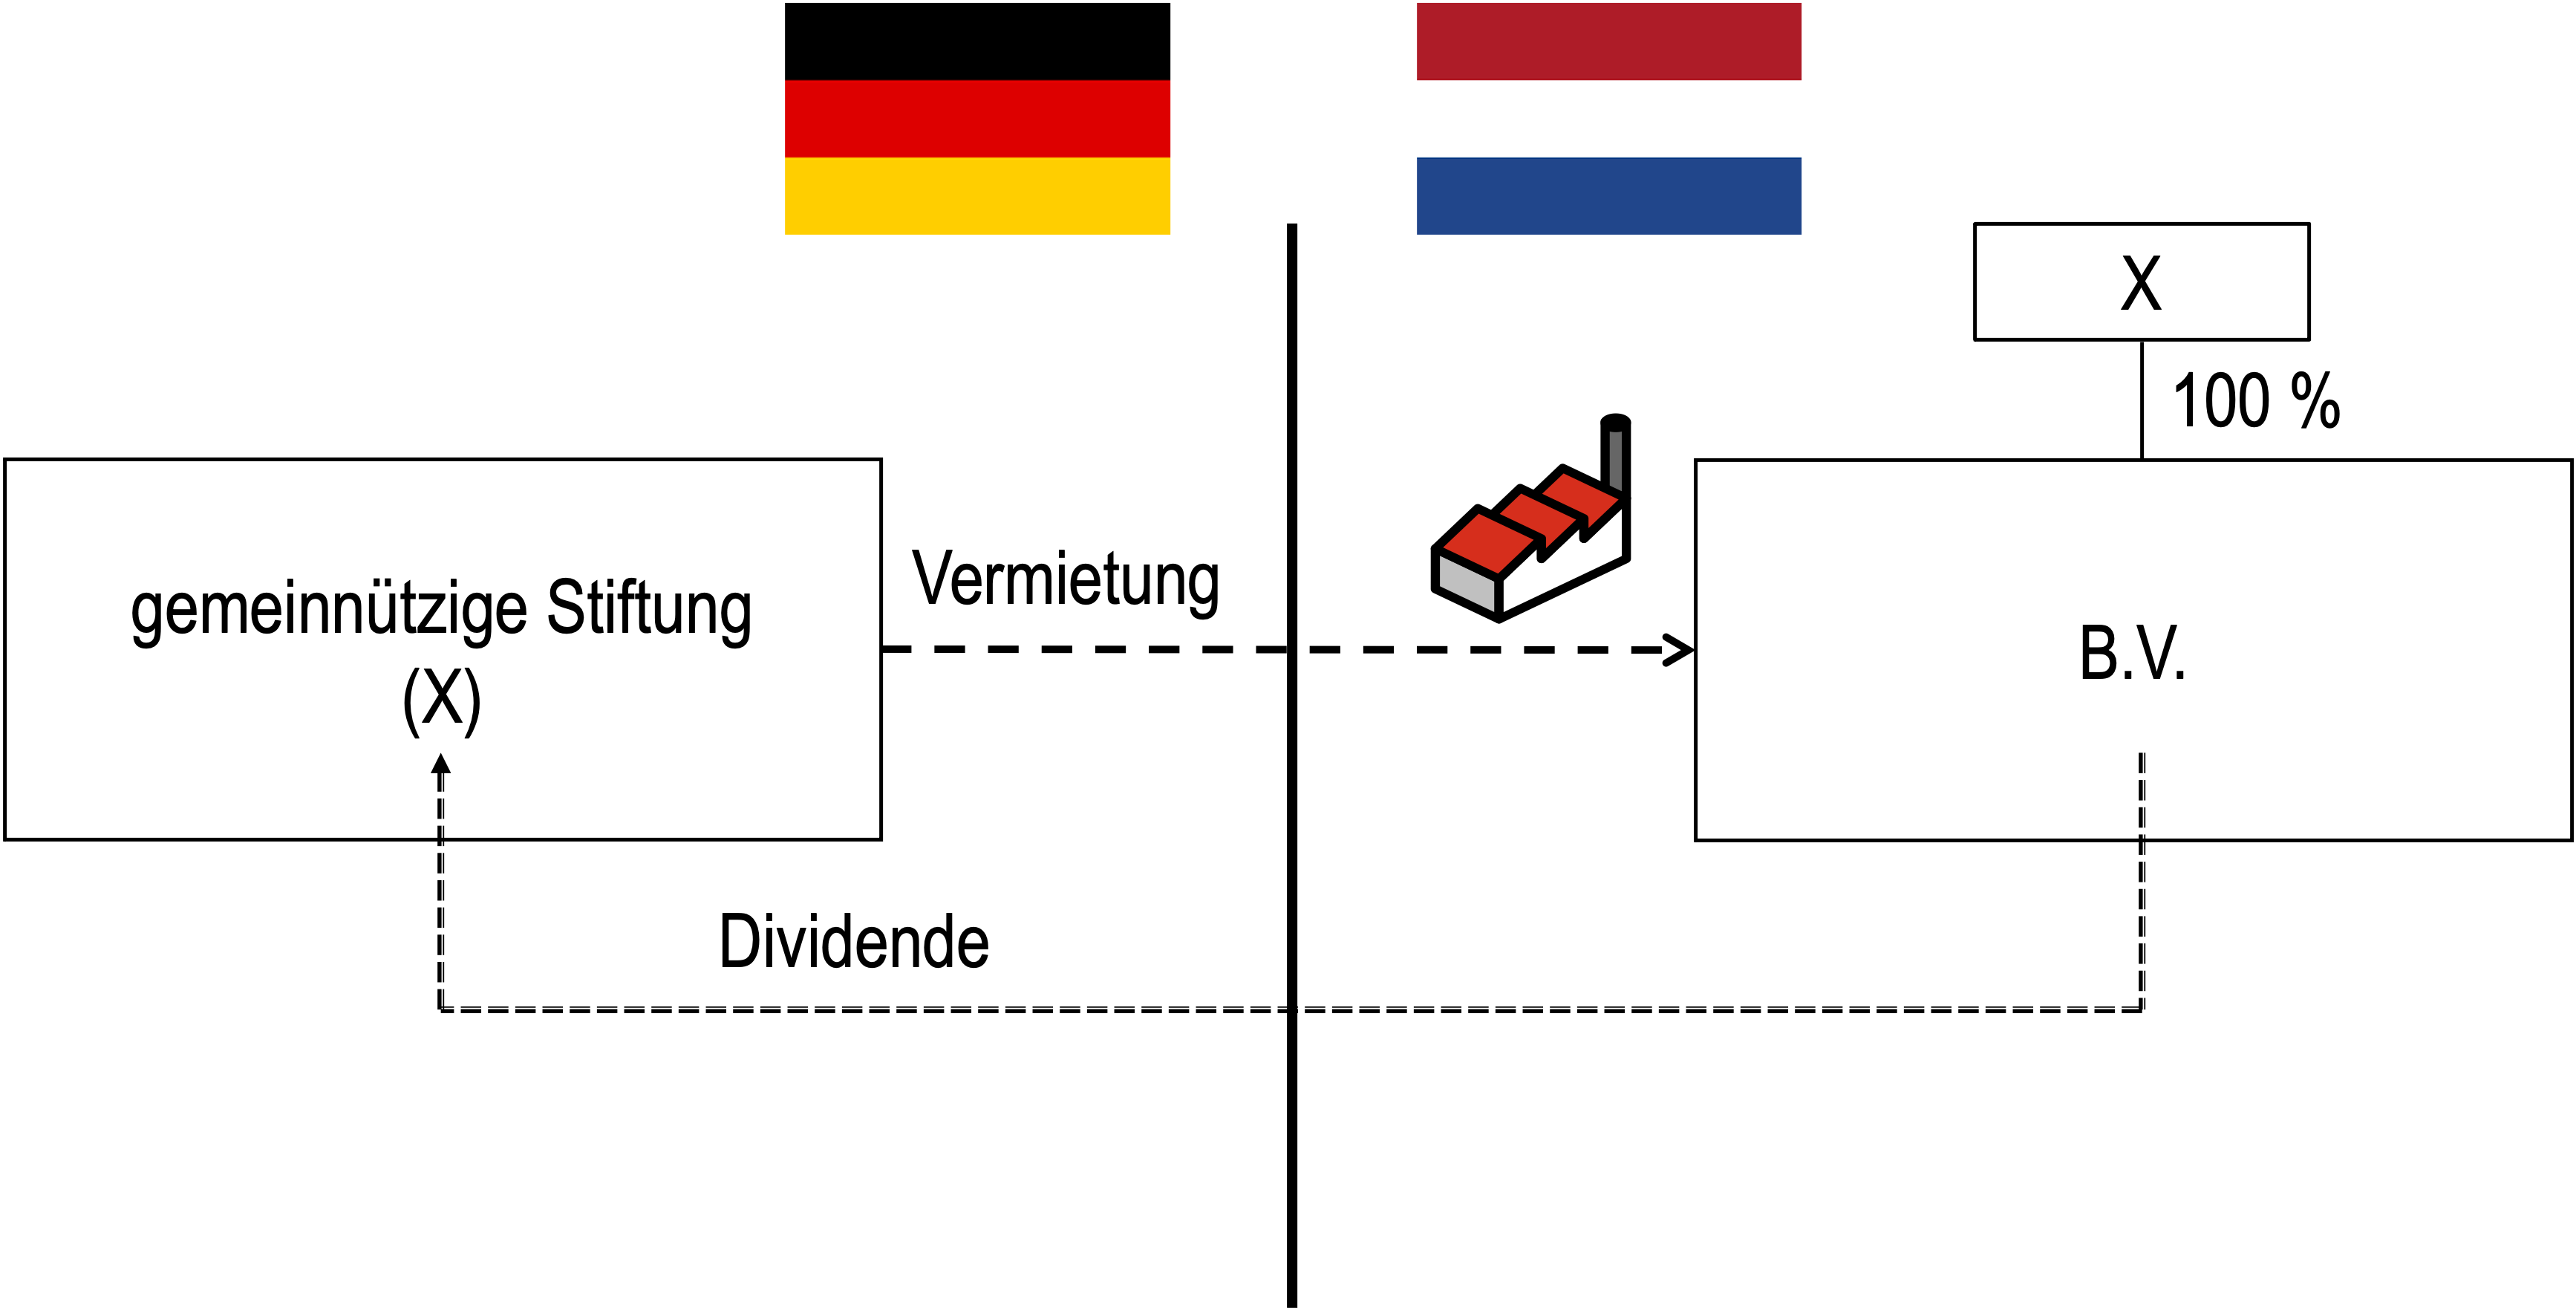 X
100 %
gemeinnützige Stiftung
(X)
Vermietung
B.V.
Dividende